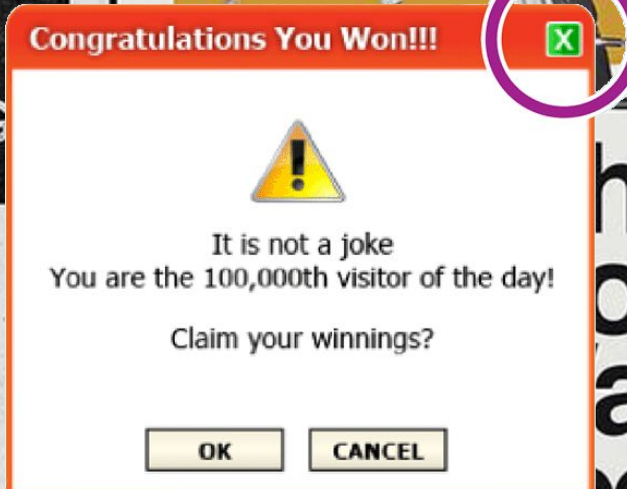 Congratulations You Won!!!
X
It is not a joke
You are the 100,000th visitor of the day!
Claim your winnings?
OK
CANCEL